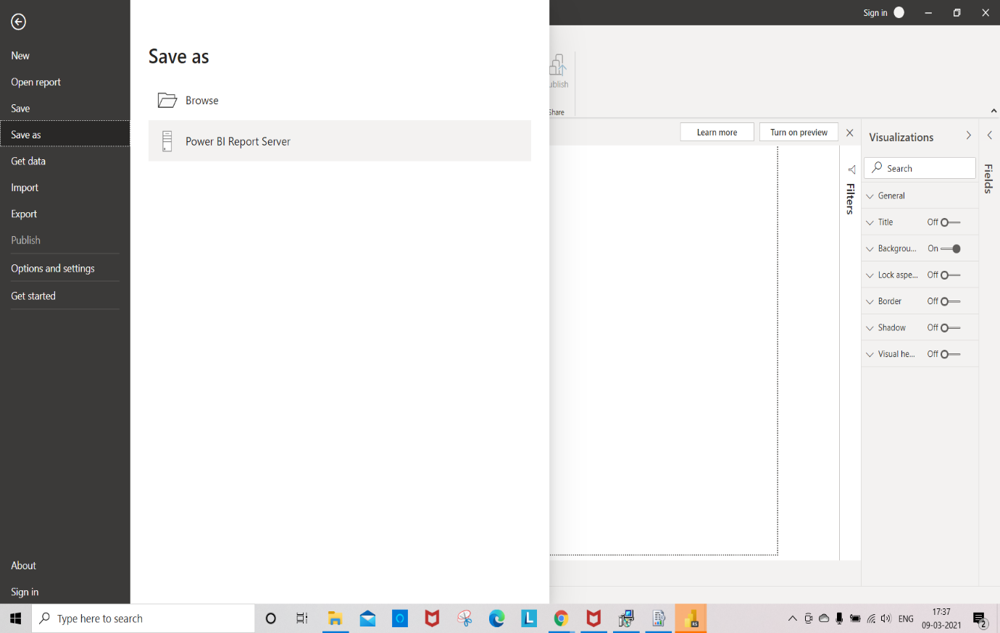 Sign in
New
Open report
Save
Save as
Get data
Import
Export
Publish
Options and settings
Get started
About
Sign in
Save as
Browse
Power BI Report Server
ublish
Share
Learn more
Turn on preview
Filters
Visualizations
Search
General
Title Off
Backgrou... On
Lock aspe... Off
Border Off
Shadow Off
Visual he... Off
Fields
Type here to search
L
RS
ENG
17:37
09-03-2021
2